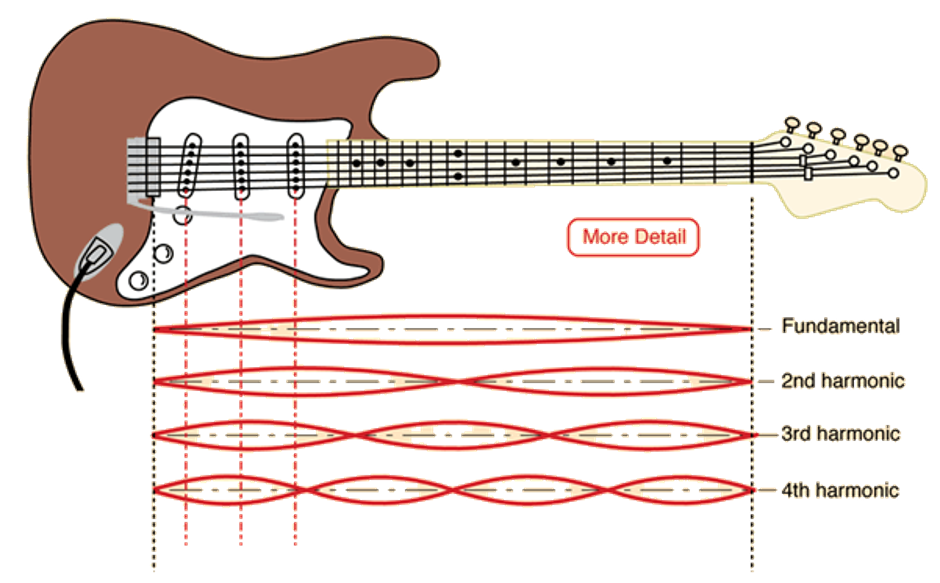 More Detail
Fundamental
2nd harmonic
3rd harmonic
4th harmonic